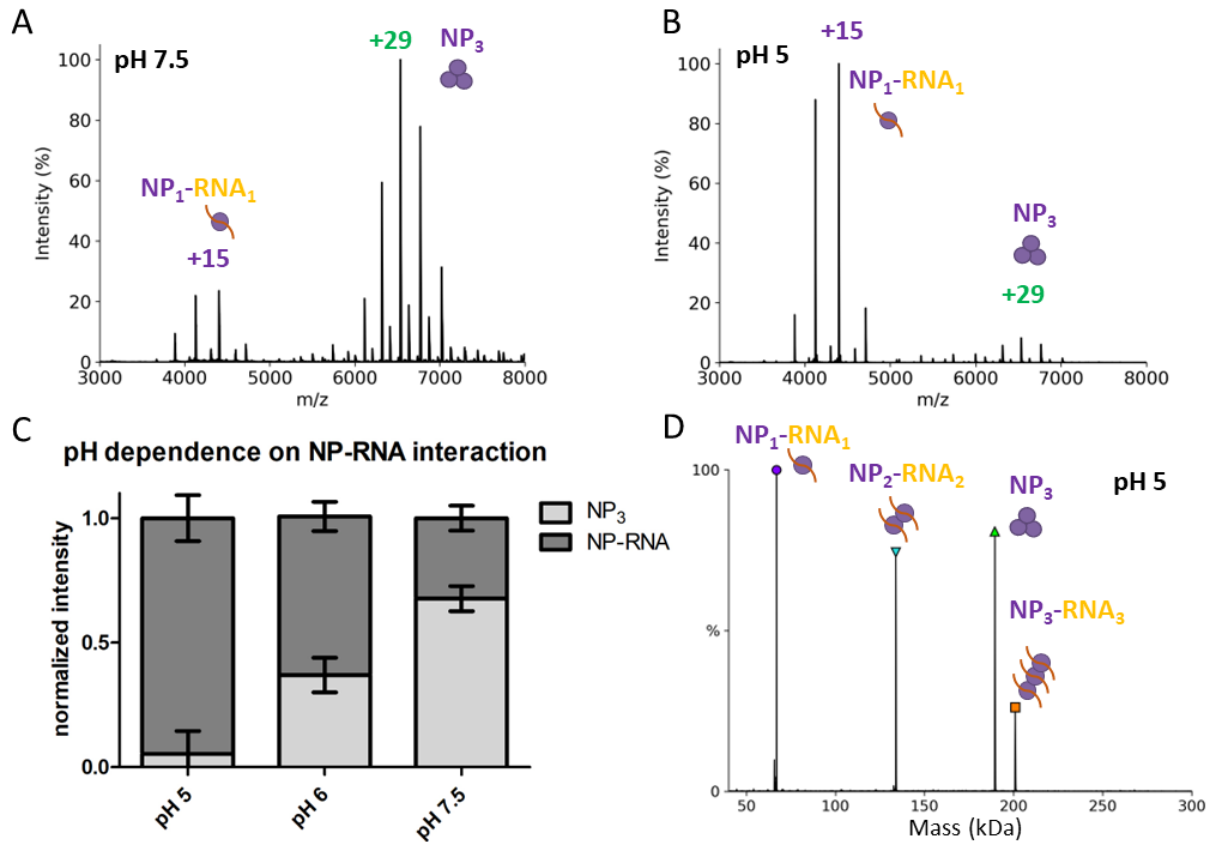 A
pH 7.5
+29
NP₃
NP₁-RNA₁
+15
Intensity (%)
100
80
60
40
20
0
3000 4000 5000 6000 7000 8000
m/z
B
pH 5
+15
NP₁-RNA₁
NP₃
+29
Intensity (%)
100
80
60
40
20
0
3000 4000 5000 6000 7000 8000
m/z
C
pH dependence on NP-RNA interaction
normalized intensity
1.0
0.5
0.0
NP₃
NP-RNA
pH 5
pH 6
pH 7.5
D
NP₁-RNA₁
NP₂-RNA₂
NP₃
pH 5
NP₃-RNA₃
100
%
0
50 100 150 200 250 300
Mass (kDa)